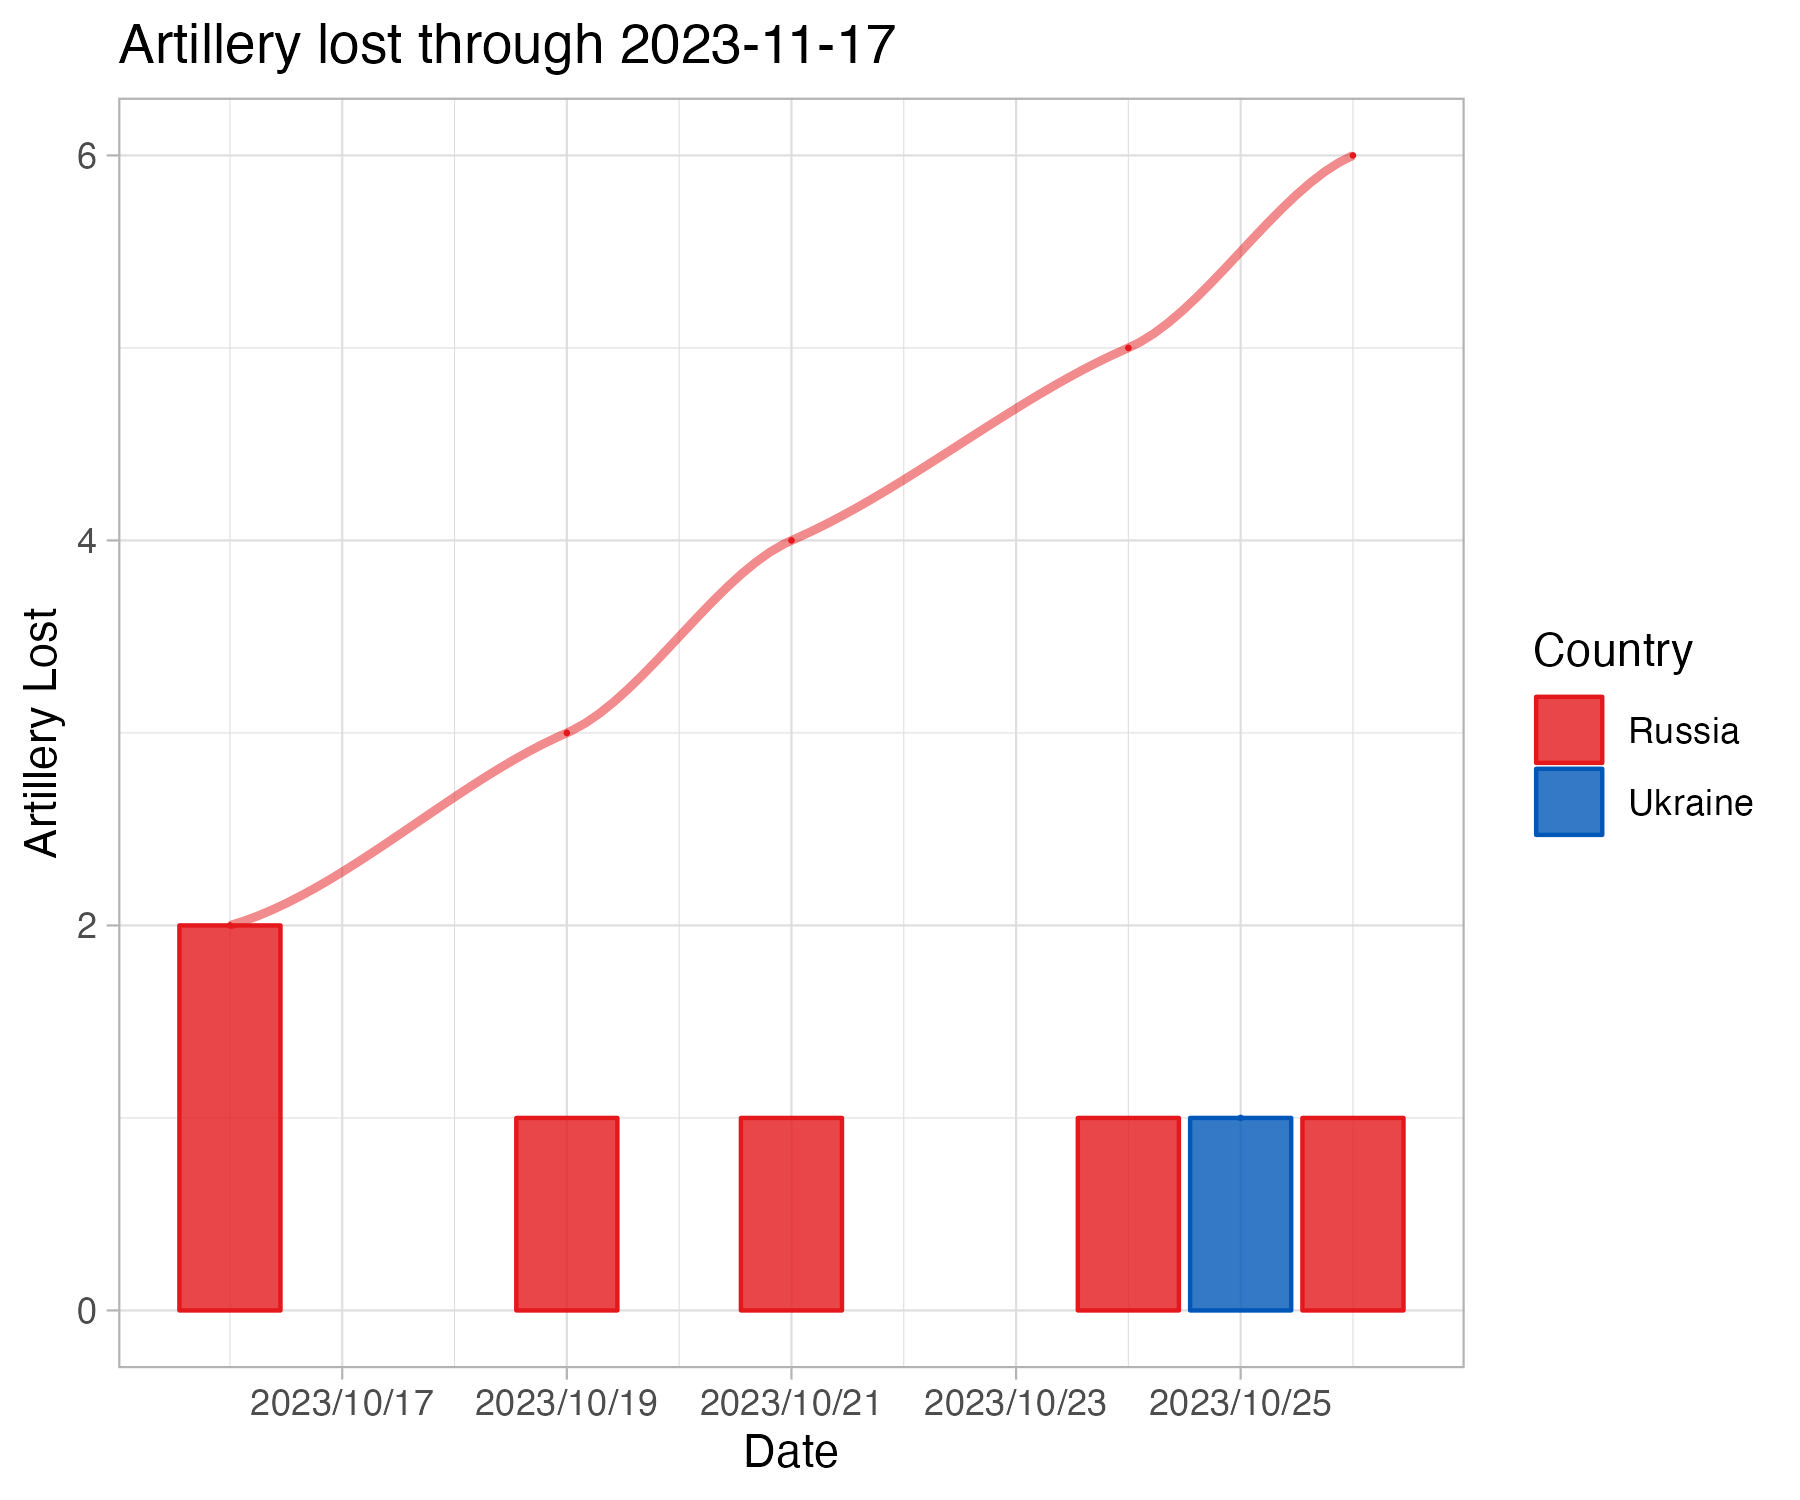 Artillery lost through 2023-11-17
Artillery Lost
6
4
2
0
2023/10/17 2023/10/19 2023/10/21 2023/10/23 2023/10/25
Date
Country
Russia
Ukraine